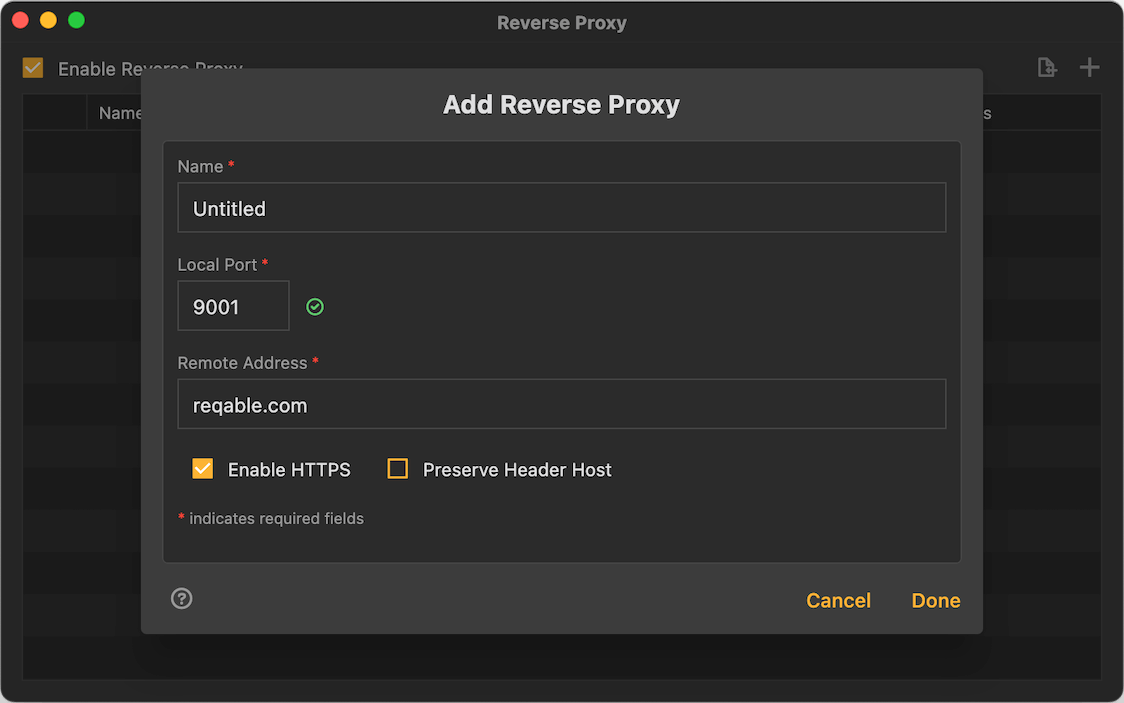 Reverse Proxy
Enable Reverse Proxy
Name
s
Add Reverse Proxy
Name *
Untitled
Local Port *
9001
Remote Address *
reqable.com
Enable HTTPS Preserve Header Host
* indicates required fields
?
Cancel Done